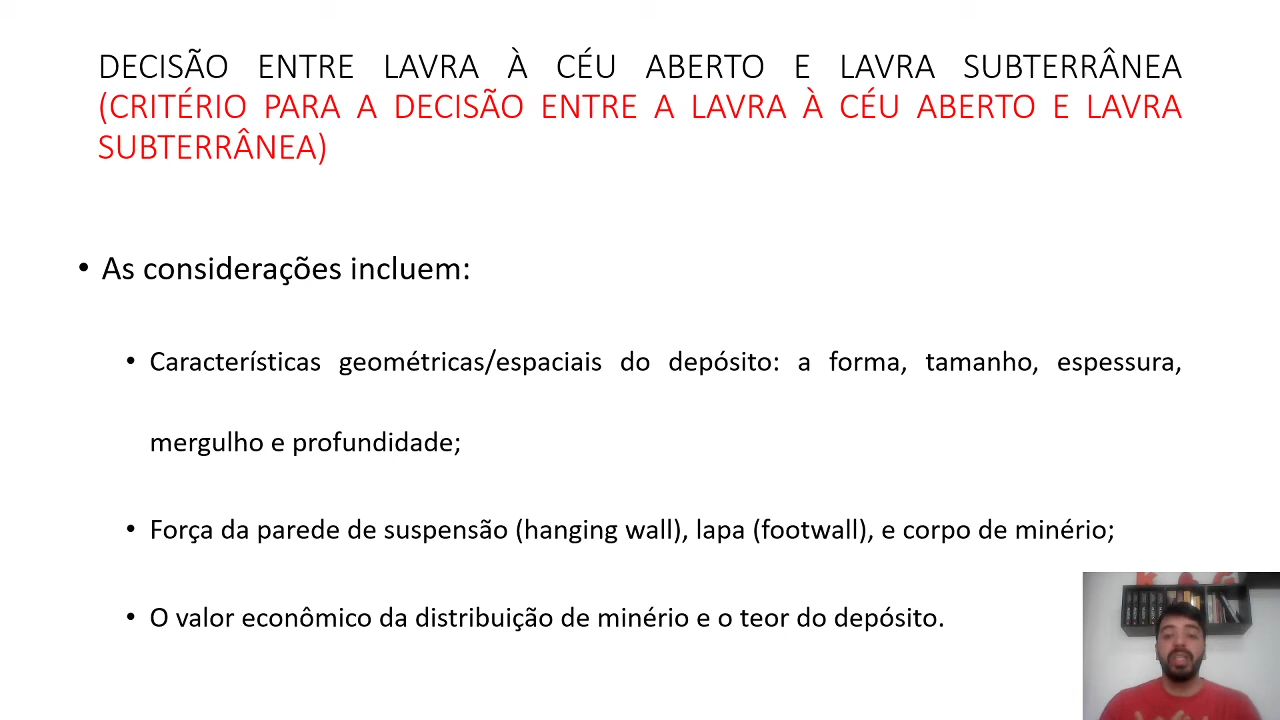 DECISÃO ENTRE LAVRA À CÉU ABERTO E LAVRA SUBTERRÂNEA
(CRITÉRIO PARA A DECISÃO ENTRE A LAVRA À CÉU ABERTO E LAVRA
SUBTERRÂNEA)
• As considerações incluem:
• Características geométricas/espaciais do depósito: a forma, tamanho, espessura,
mergulho e profundidade;
• Força da parede de suspensão (hanging wall), lapa (footwall), e corpo de minério;
• O valor econômico da distribuição de minério e o teor do depósito.